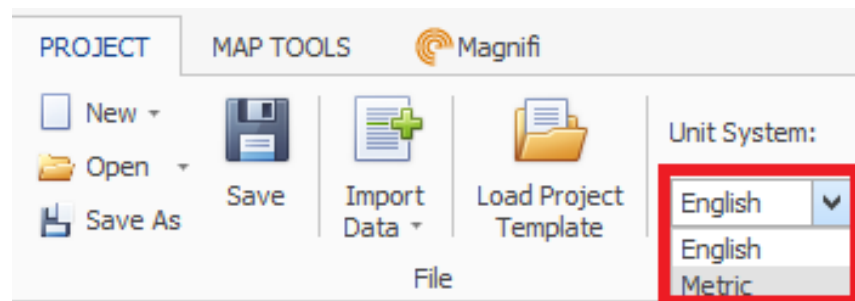 PROJECT
MAP TOOLS
Magnifi
New
Open
Save As
Save
Import
Data
Load Project
Template
File
Unit System:
English
English
Metric